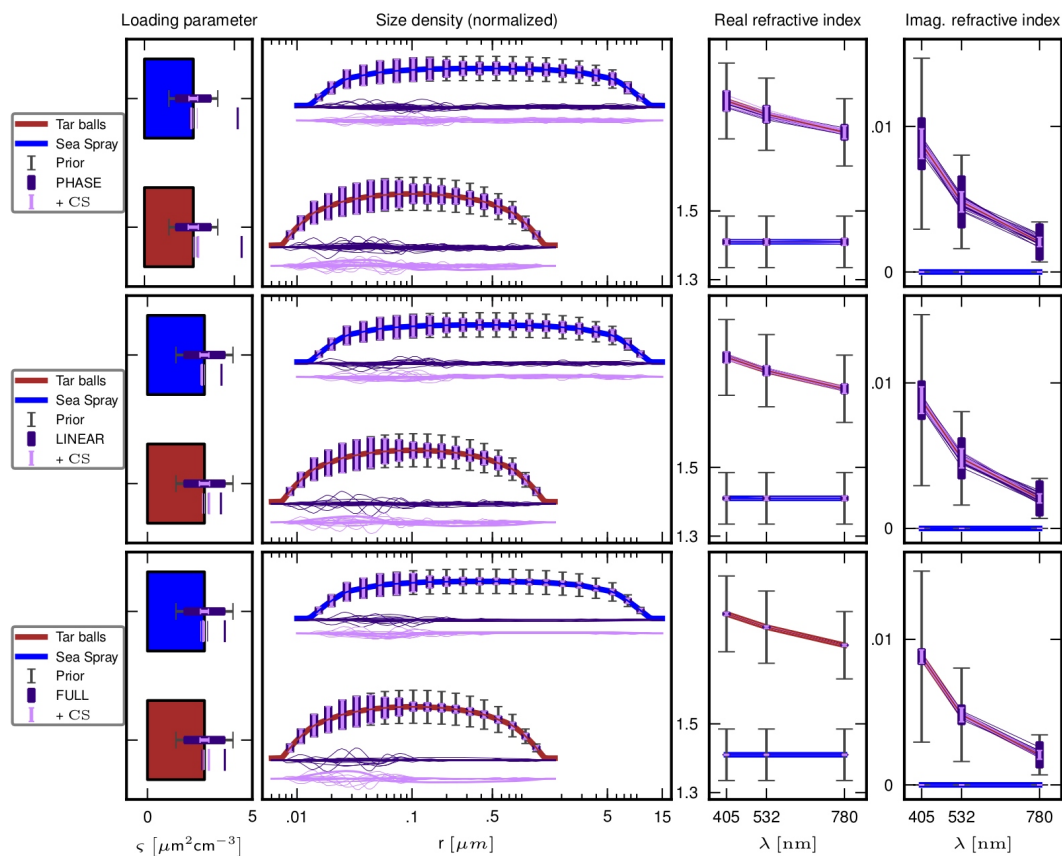 Loading parameter Size density (normalized) Real refractive index Imag. refractive index
Tar balls
Sea Spray
Prior
PHASE
+ CS
0 5
1.5
1.3
.01
0
Tar balls
Sea Spray
Prior
LINEAR
+ CS
1.5
1.3
.01
0
Tar balls
Sea Spray
Prior
FULL
+ CS
1.5
1.3
.01
0
0 5 .01 .1 .5 5 15 405 532 780 405 532 780
ς [μm²cm⁻³] r [μm] λ [nm] λ [nm]